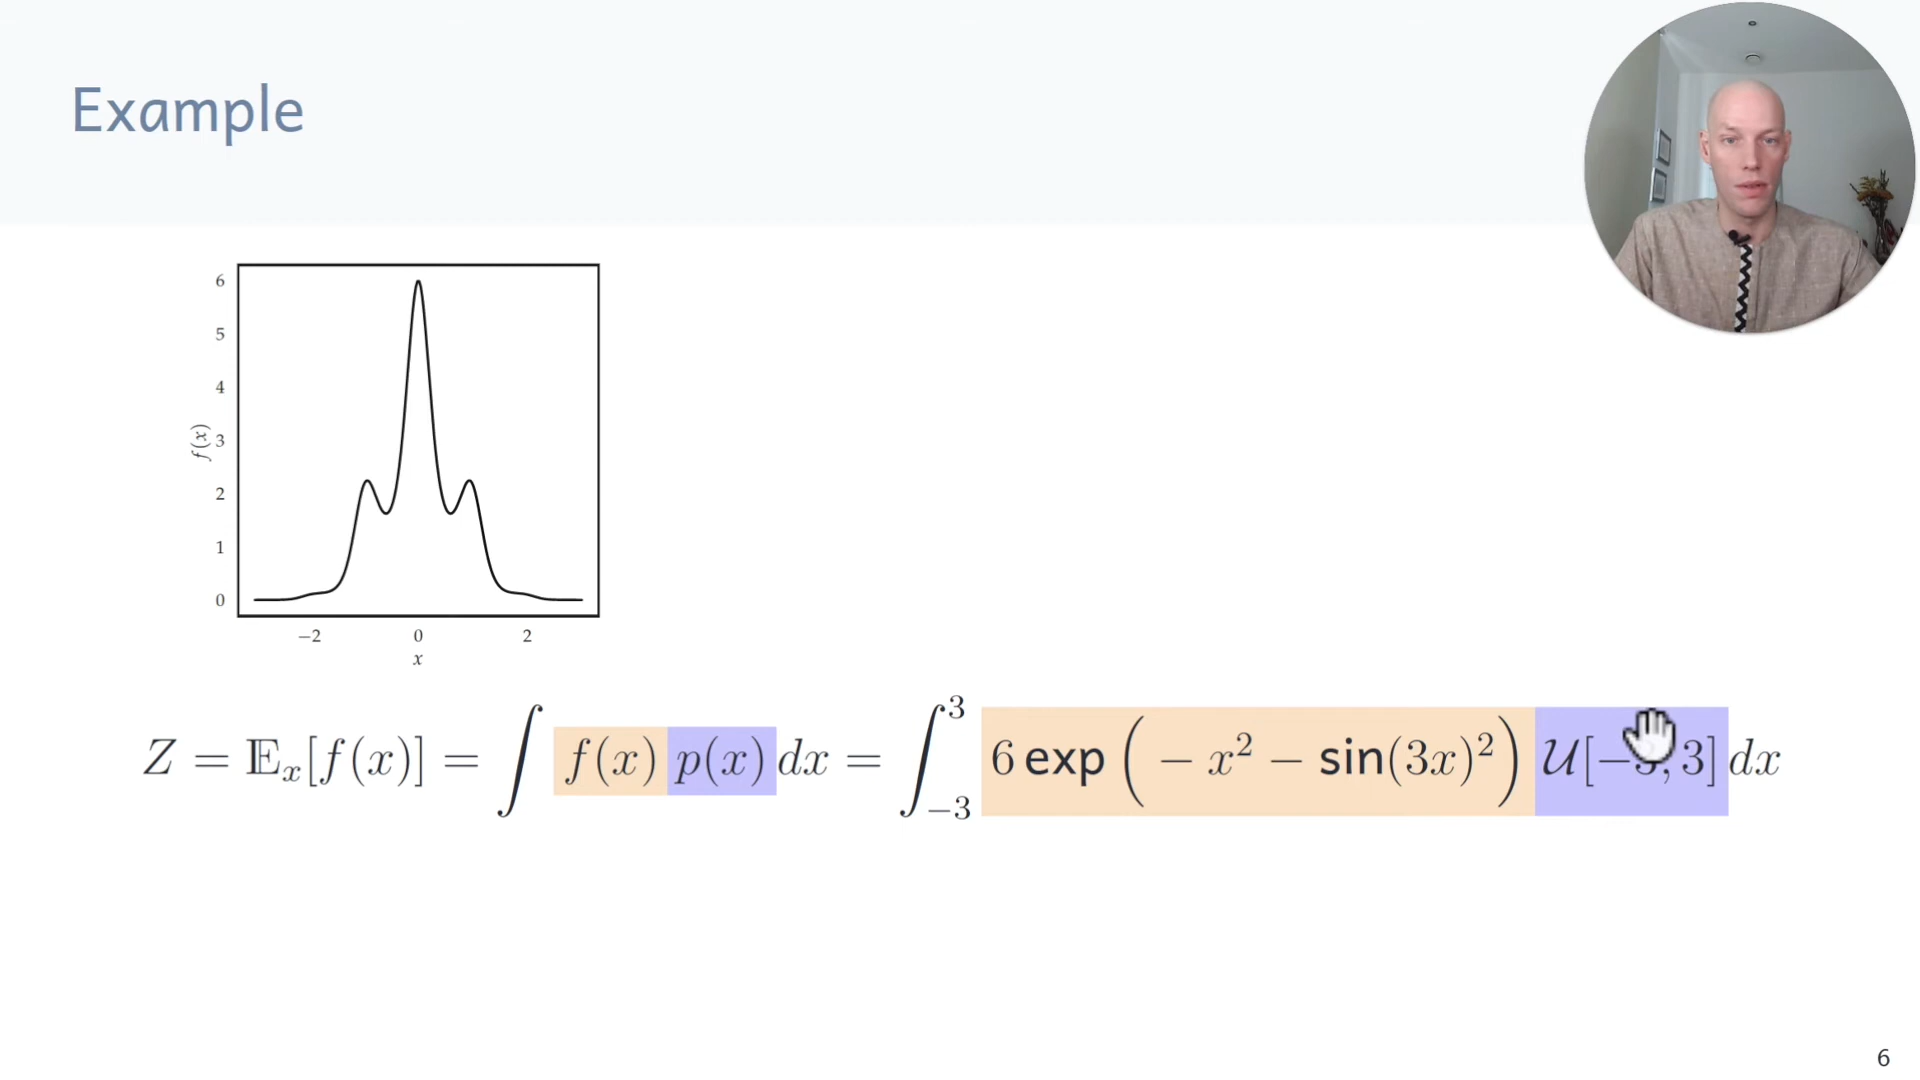 Example
6
5
4
3
2
1
0
f(x)
−2 0 2
x
Z = 𝔼ₓ[f(x)] = ∫ f(x) p(x) dx = ∫₋₃³ 6 exp( − x² − sin(3x)² ) 𝒰[−3, 3] dx
6